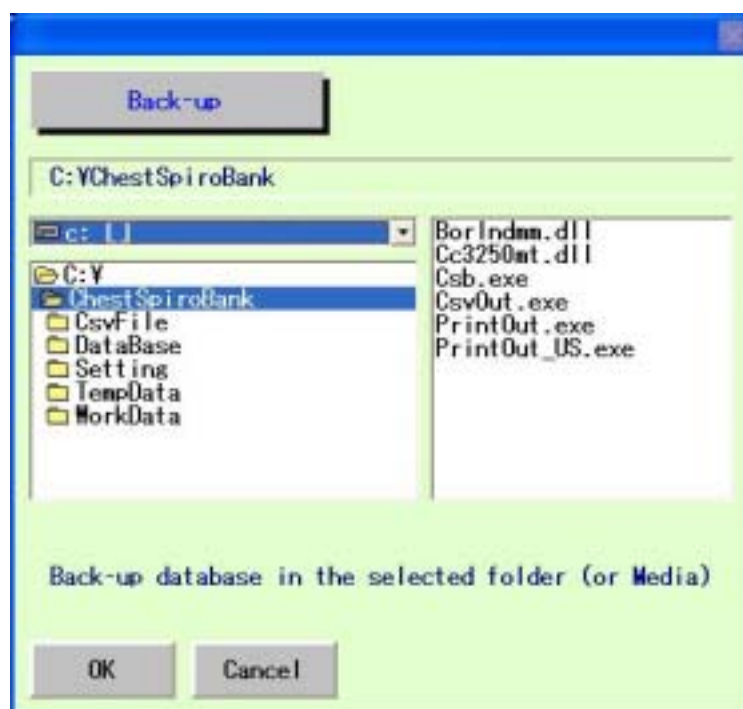 Back-up
C:¥ChestSpiroBank
c: []
C:¥
ChestSpiroBank
CsvFile
DataBase
Setting
TempData
WorkData
Borlndmm.dll
Cc3250mt.dll
Csb.exe
CsvOut.exe
PrintOut.exe
PrintOut_US.exe
Back-up database in the selected folder (or Media)
OK
Cancel